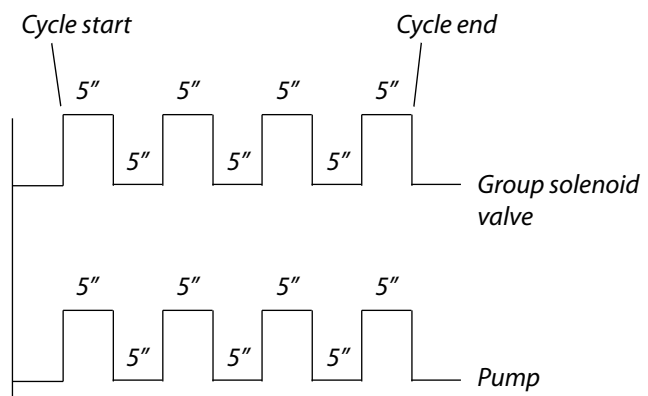 Cycle start
Cycle end
5″ 5″ 5″ 5″
5″ 5″ 5″
Group solenoid
valve
5″ 5″ 5″ 5″
5″ 5″ 5″
Pump